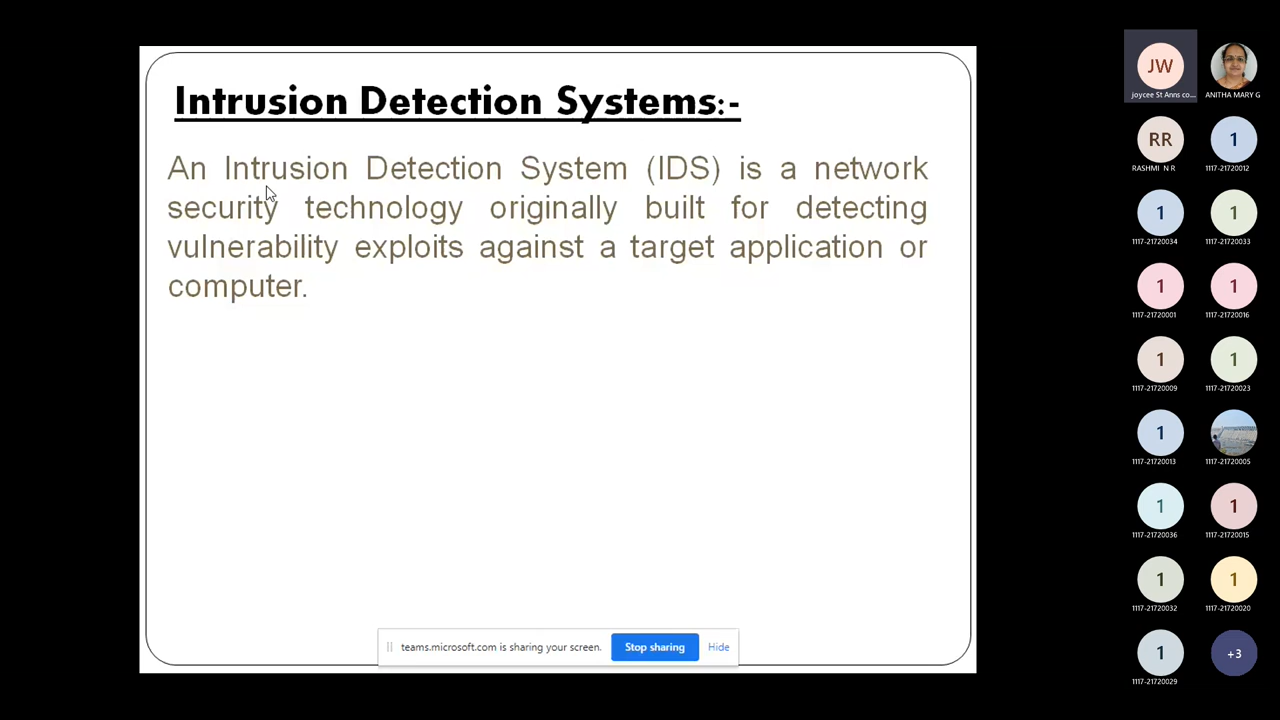 Intrusion Detection Systems:-
An Intrusion Detection System (IDS) is a network
security technology originally built for detecting
vulnerability exploits against a target application or
computer.
teams.microsoft.com is sharing your screen. Stop sharing Hide
JW
joycee St Anns co... ANITHA MARY G
RR 1
RASHMI N R 1117-21720012
1 1
1117-21720034 1117-21720033
1 1
1117-21720001 1117-21720016
1 1
1117-21720009 1117-21720023
1
1117-21720013 1117-21720005
1 1
1117-21720036 1117-21720015
1 1
1117-21720032 1117-21720020
1 +3
1117-21720029